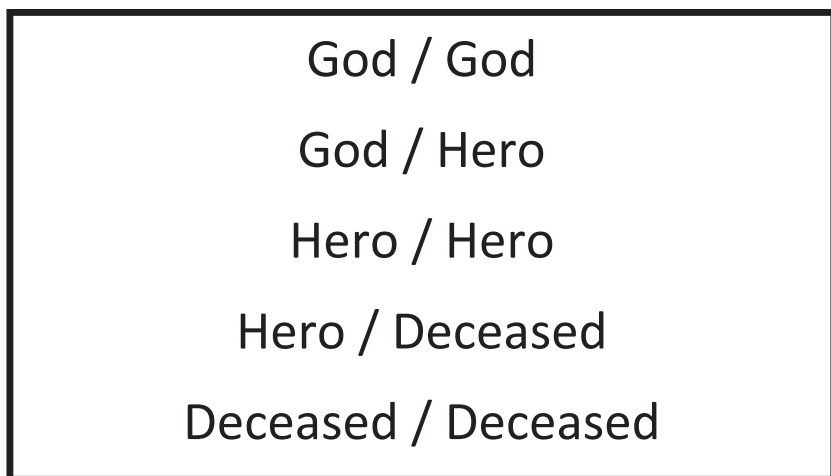 God / God
God / Hero
Hero / Hero
Hero / Deceased
Deceased / Deceased